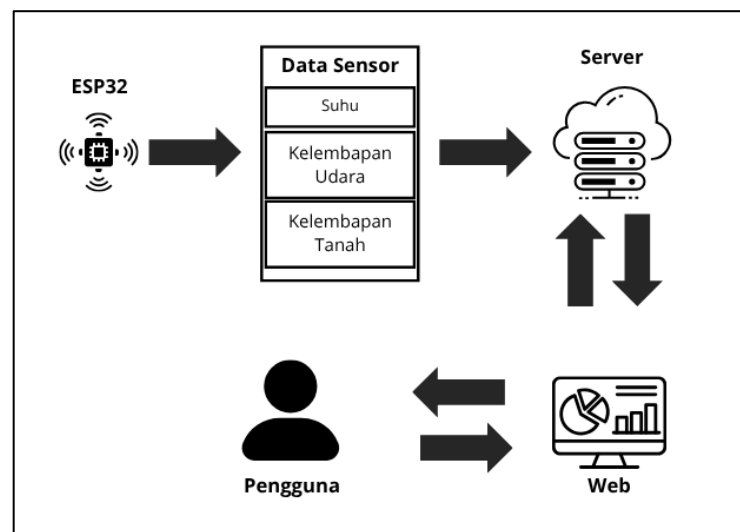 ESP32
Data Sensor
Suhu
Kelembapan
Udara
Kelembapan
Tanah
Server
Pengguna
Web